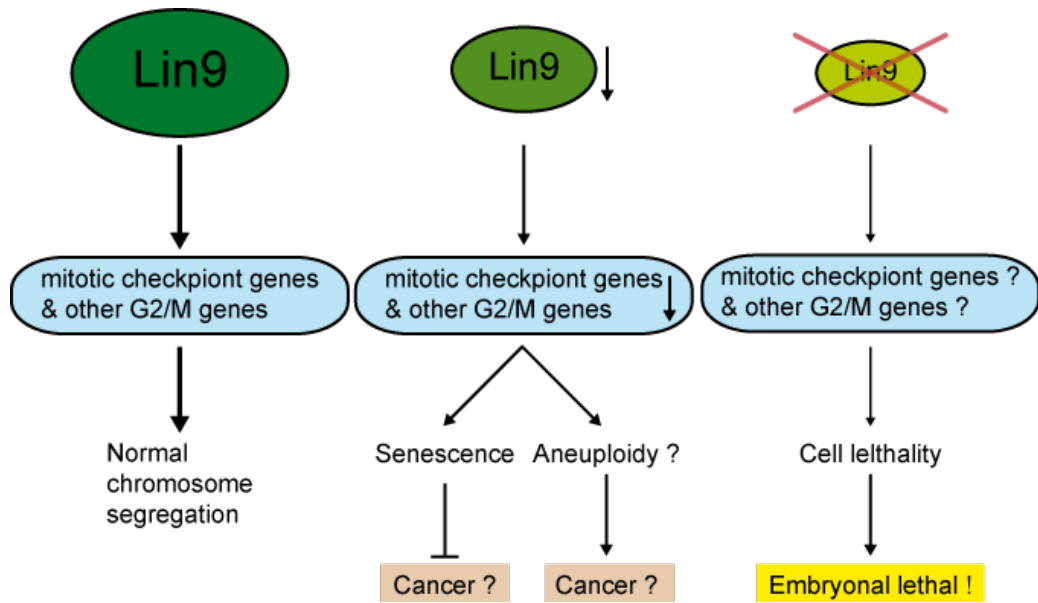 Lin9
Lin9
Lin9
mitotic checkpiont genes
& other G2/M genes
mitotic checkpiont genes
& other G2/M genes
mitotic checkpiont genes ?
& other G2/M genes ?
Normal
chromosome
segregation
Senescence
Aneuploidy ?
Cell lelthality
Cancer ?
Cancer ?
Embryonal lethal !